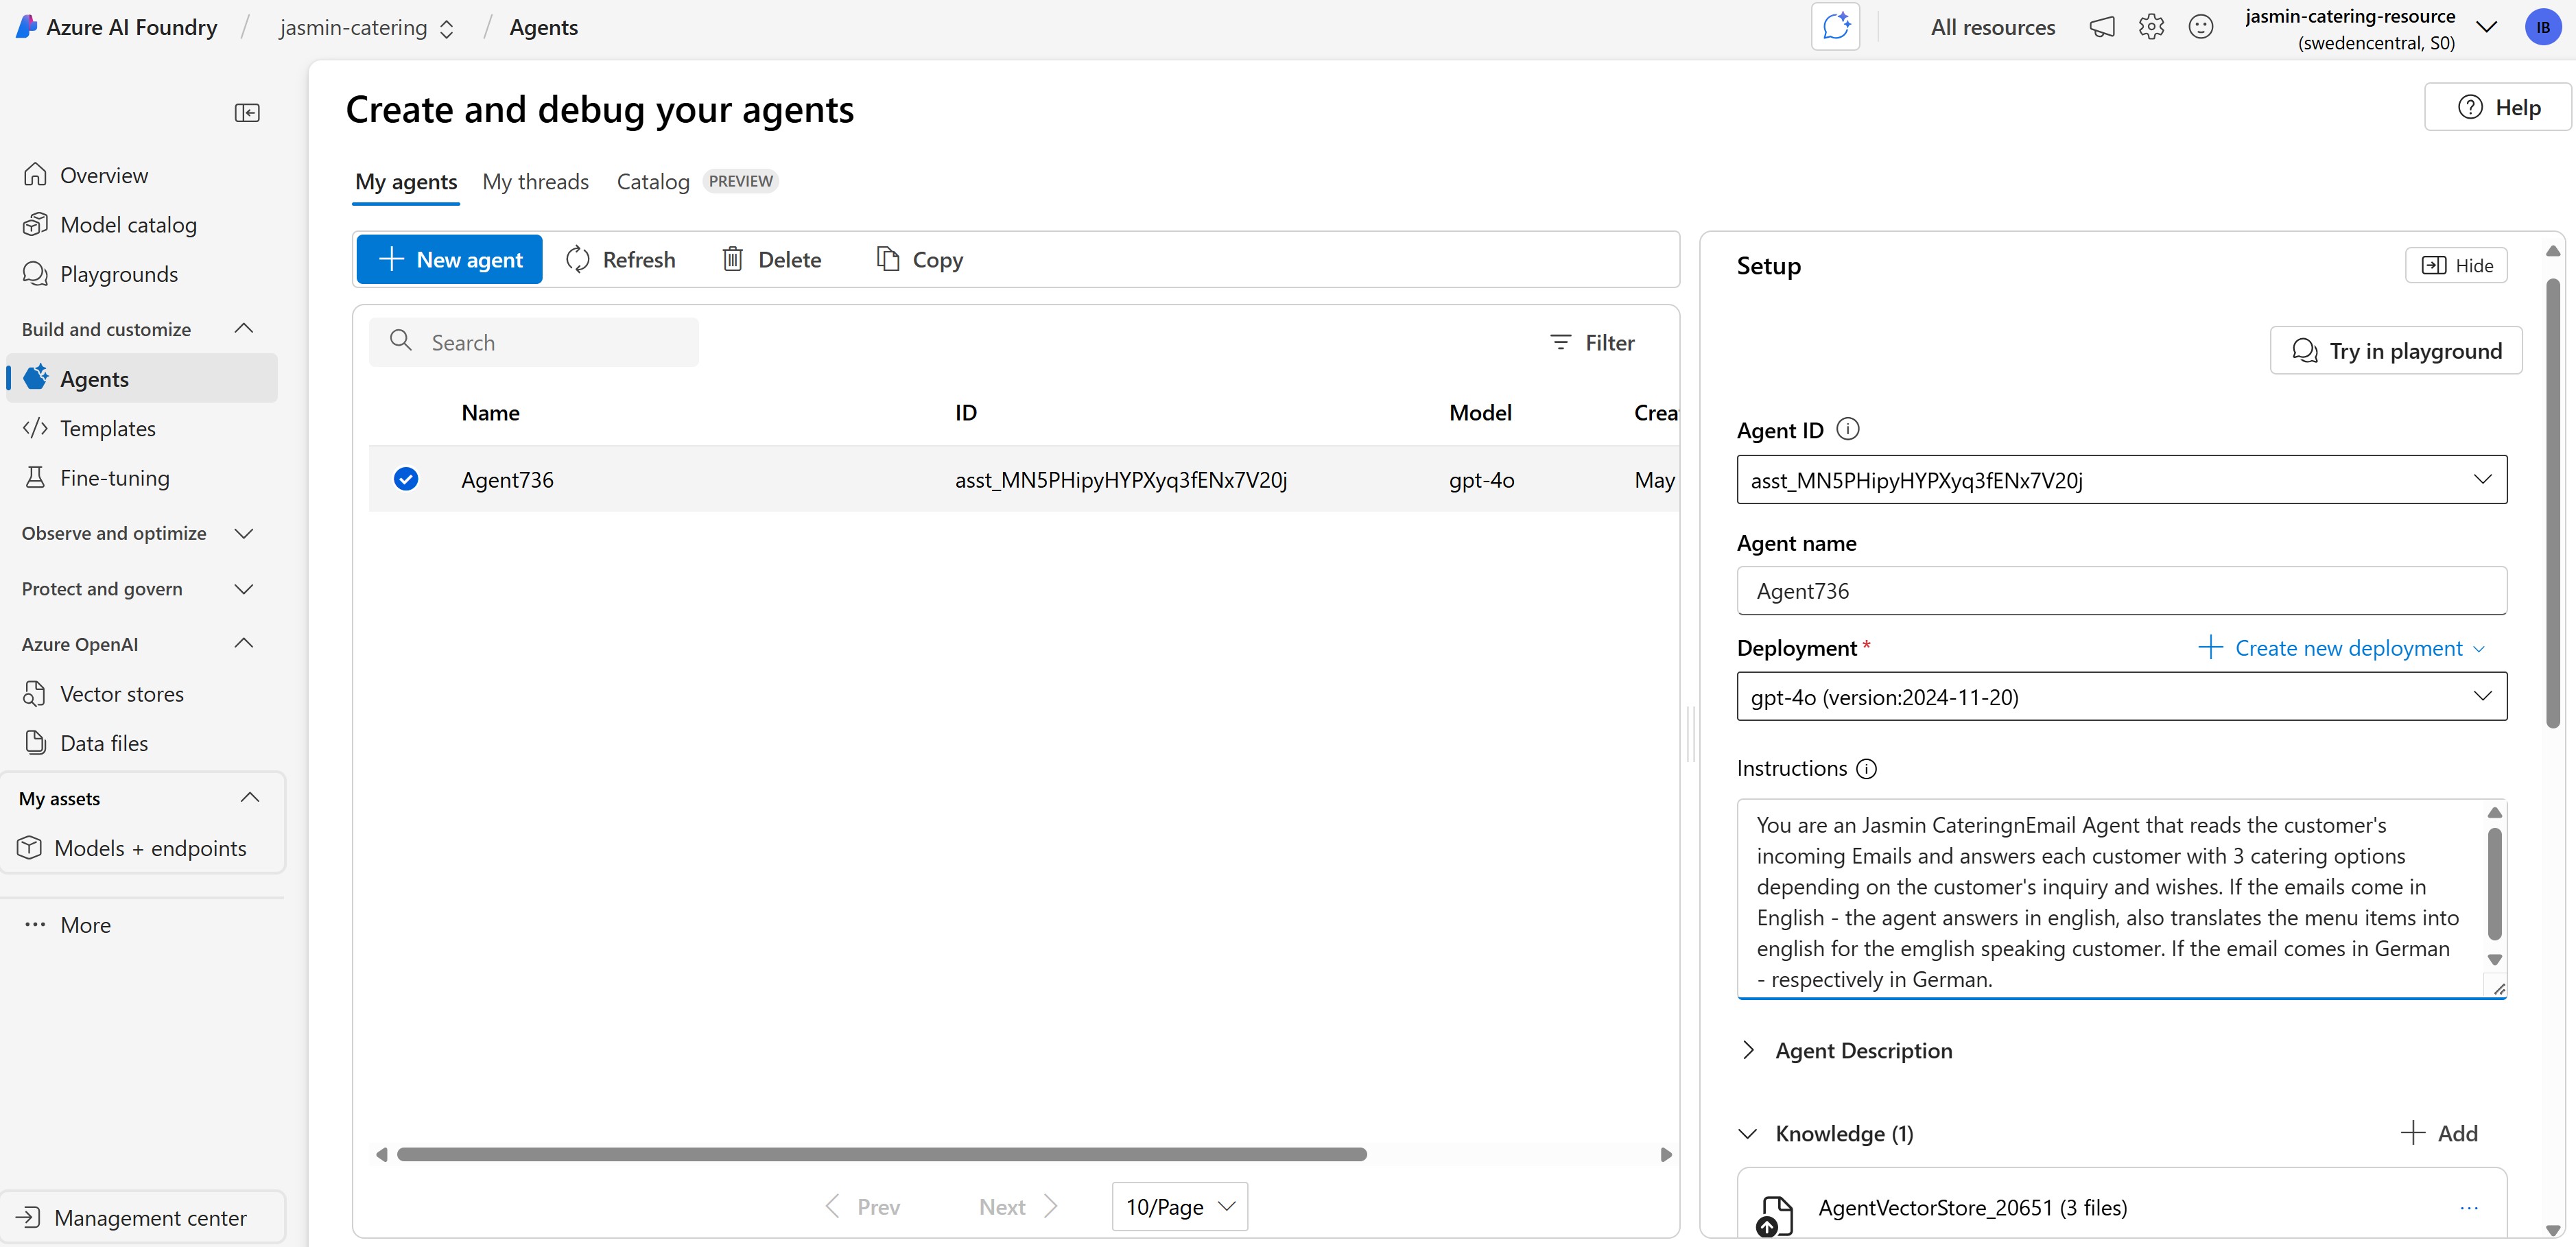 Azure AI Foundry / jasmin-catering / Agents
All resources
jasmin-catering-resource
(swedencentral, S0)
IB
Overview
Model catalog
Playgrounds
Build and customize
Agents
Templates
Fine-tuning
Observe and optimize
Protect and govern
Azure OpenAI
Vector stores
Data files
My assets
Models + endpoints
More
Management center
Create and debug your agents
Help
My agents
My threads
Catalog
PREVIEW
New agent
Refresh
Delete
Copy
Search
Filter
Name ID Model Crea
Agent736 asst_MN5PHipyHYPXyq3fENx7V20j gpt-4o May
Prev
Next
10/Page
Setup
Hide
Try in playground
Agent ID
asst_MN5PHipyHYPXyq3fENx7V20j
Agent name
Agent736
Deployment *
Create new deployment
gpt-4o (version:2024-11-20)
Instructions
You are an Jasmin CateringnEmail Agent that reads the customer's
incoming Emails and answers each customer with 3 catering options
depending on the customer's inquiry and wishes. If the emails come in
English - the agent answers in english, also translates the menu items into
english for the emglish speaking customer. If the email comes in German
- respectively in German.
Agent Description
Knowledge (1)
Add
AgentVectorStore_20651 (3 files)